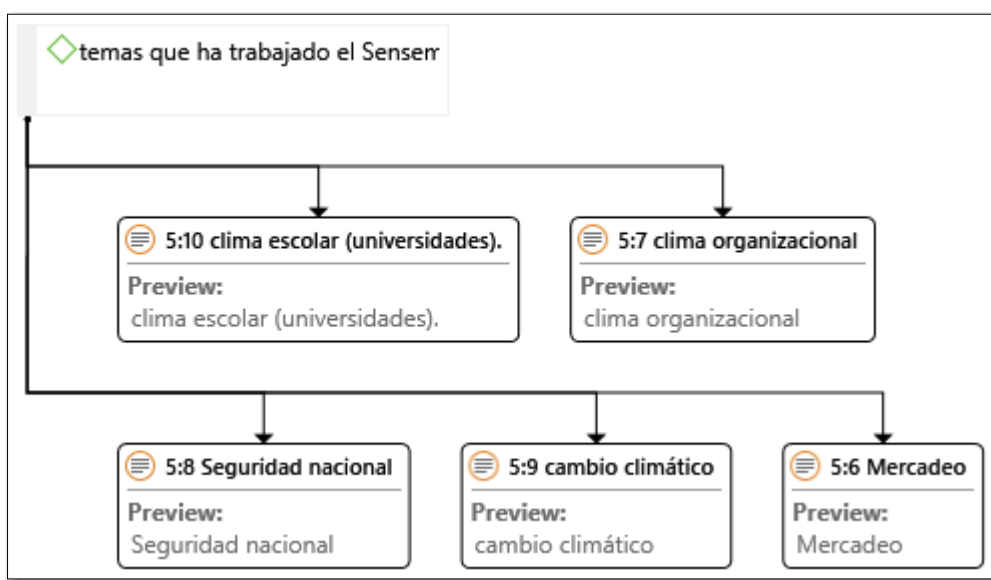 temas que ha trabajado el Sensem
5:10 clima escolar (universidades).
Preview:
clima escolar (universidades).
5:7 clima organizacional
Preview:
clima organizacional
5:8 Seguridad nacional
Preview:
Seguridad nacional
5:9 cambio climático
Preview:
cambio climático
5:6 Mercadeo
Preview:
Mercadeo